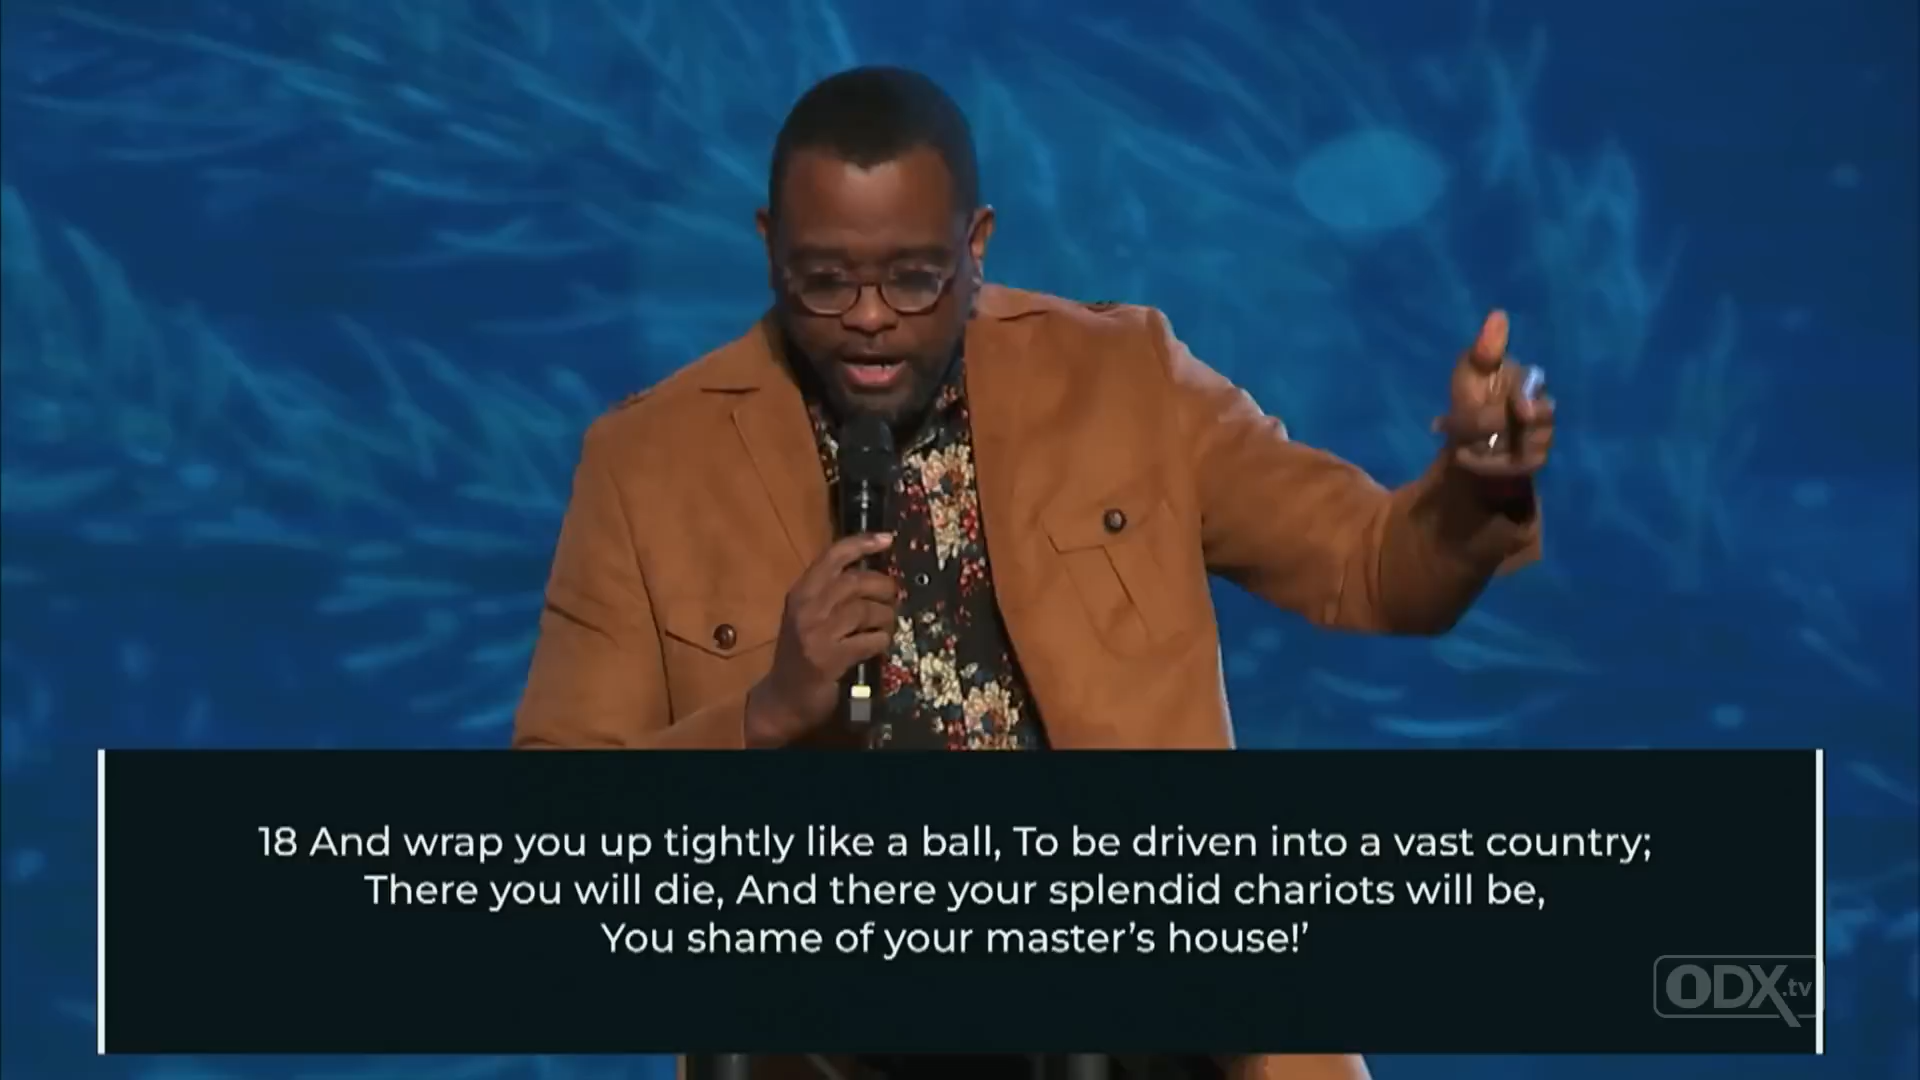 18 And wrap you up tightly like a ball, To be driven into a vast country;
There you will die, And there your splendid chariots will be,
You shame of your master’s house!’
ODX.tv